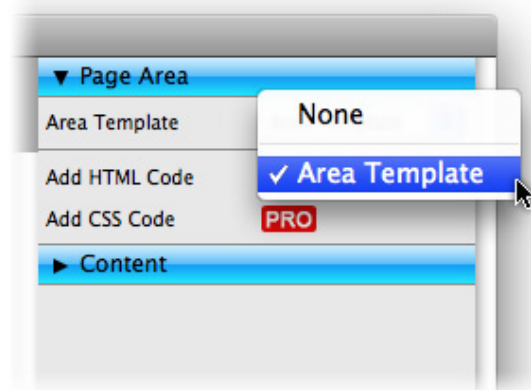 ▼ Page Area
Area Template
None
✓ Area Template
Add HTML Code
Add CSS Code PRO
► Content